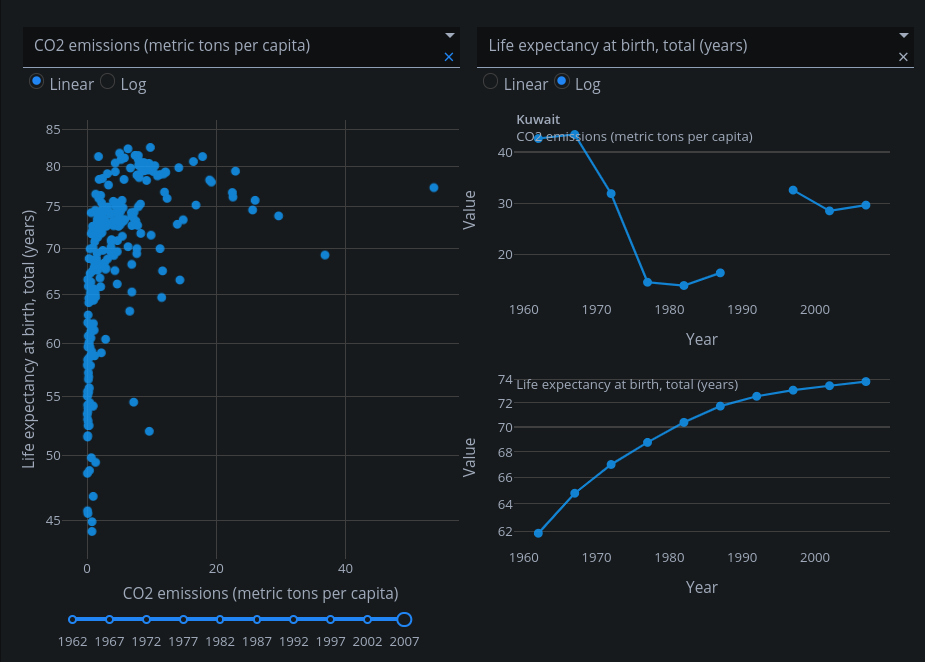 CO2 emissions (metric tons per capita)
Linear Log
Life expectancy at birth, total (years)
Linear Log
85
80
75
70
65
60
55
50
45
Life expectancy at birth, total (years)
0 20 40
CO2 emissions (metric tons per capita)
1962 1967 1972 1977 1982 1987 1992 1997 2002 2007
Kuwait
CO2 emissions (metric tons per capita)
40
30
20
Value
1960 1970 1980 1990 2000
Year
Life expectancy at birth, total (years)
74
72
70
68
66
64
62
Value
1960 1970 1980 1990 2000
Year